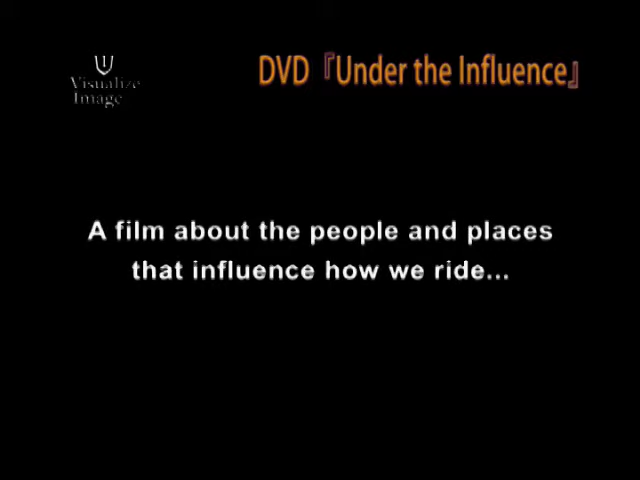 Visualize
Image
DVD『Under the Influence』
A film about the people and places
that influence how we ride...